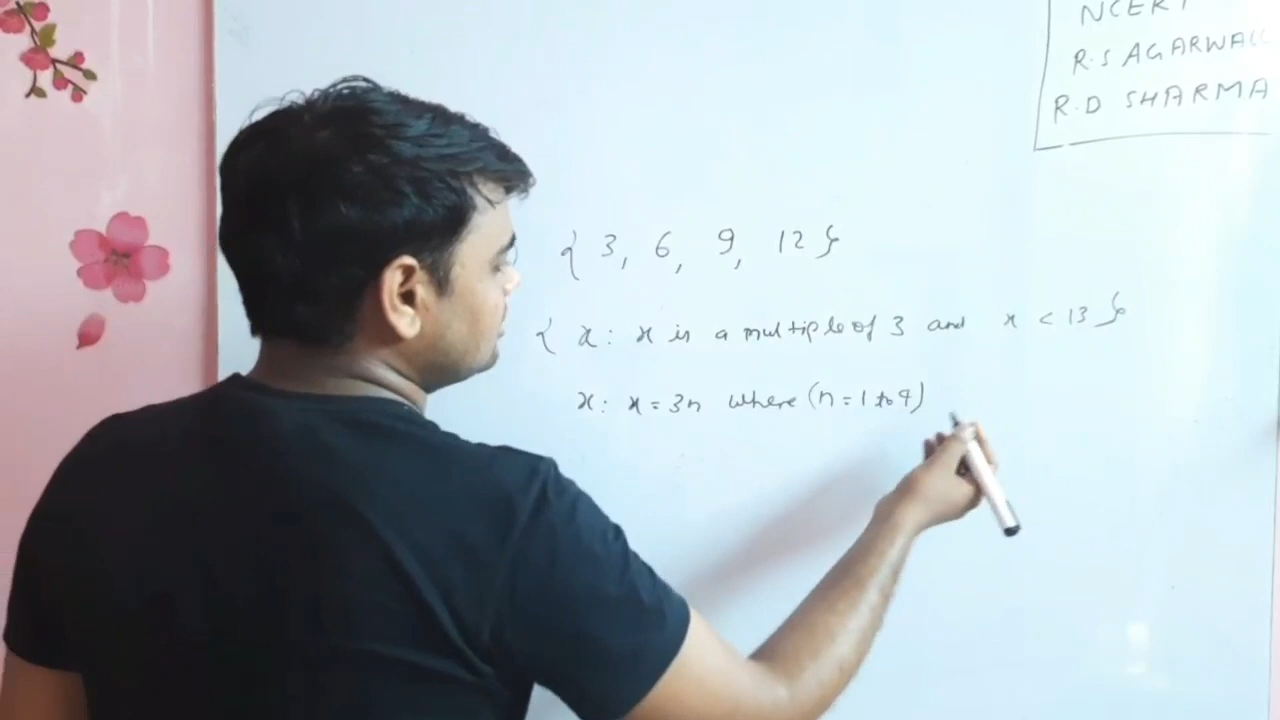 NCERT
R.S AGARWAL
R.D SHARMA
{ 3, 6, 9, 12 }
{ x : x is a multiple of 3 and x < 13 }
x : x = 3n where (n = 1 to 4)